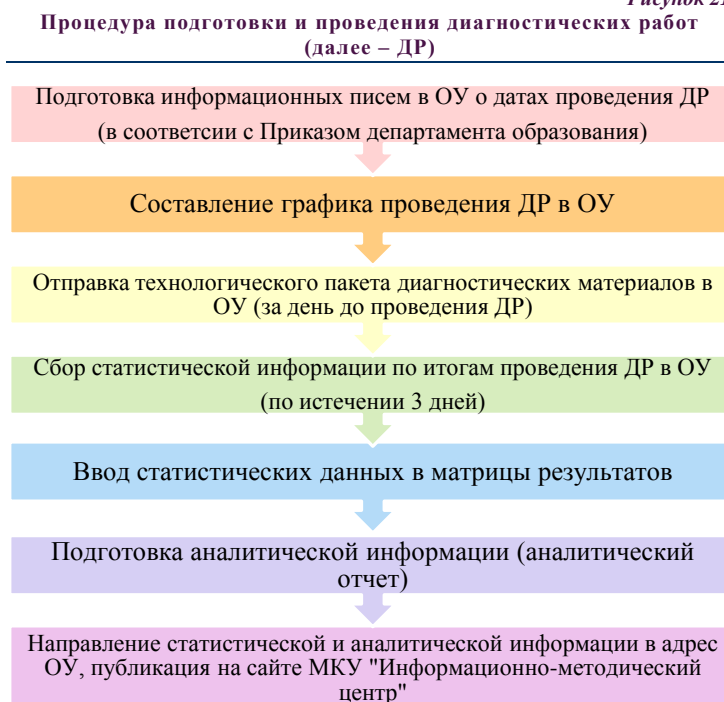 Рисунок 21
Процедура подготовки и проведения диагностических работ
(далее – ДР)
Подготовка информационных писем в ОУ о датах проведения ДР
(в соответсии с Приказом департамента образования)
Составление графика проведения ДР в ОУ
Отправка технологического пакета диагностических материалов в
ОУ (за день до проведения ДР)
Сбор статистической информации по итогам проведения ДР в ОУ
(по истечении 3 дней)
Ввод статистических данных в матрицы результатов
Подготовка аналитической информации (аналитический
отчет)
Направление статистической и аналитической информации в адрес
ОУ, публикация на сайте МКУ "Информационно-методический
центр"